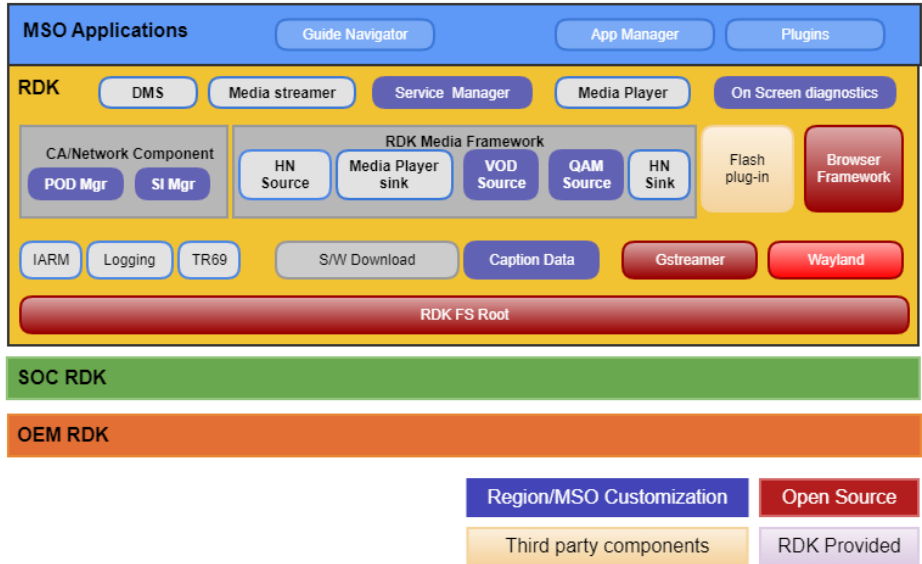 MSO Applications
Guide Navigator
App Manager
Plugins
RDK
DMS
Media streamer
Service Manager
Media Player
On Screen diagnostics
CA/Network Component
POD Mgr
SI Mgr
RDK Media Framework
HN
Source
Media Player
sink
VOD
Source
QAM
Source
HN
Sink
Flash
plug-in
Browser
Framework
IARM
Logging
TR69
S/W Download
Caption Data
Gstreamer
Wayland
RDK FS Root
SOC RDK
OEM RDK
Region/MSO Customization
Open Source
Third party components
RDK Provided